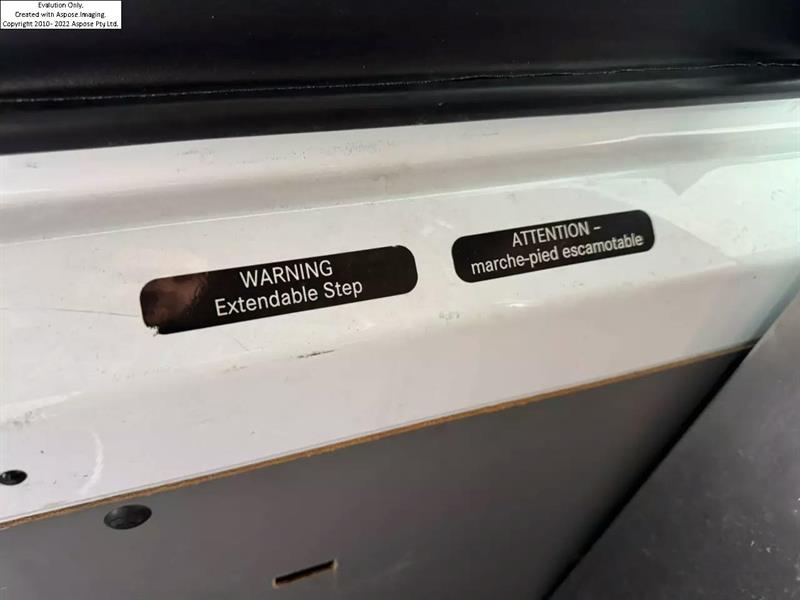 Evalution Only.
Created with Aspose.Imaging.
Copyright 2010-2022 Aspose Pty Ltd.
WARNING
Extendable Step
ATTENTION –
marche-pied escamotable